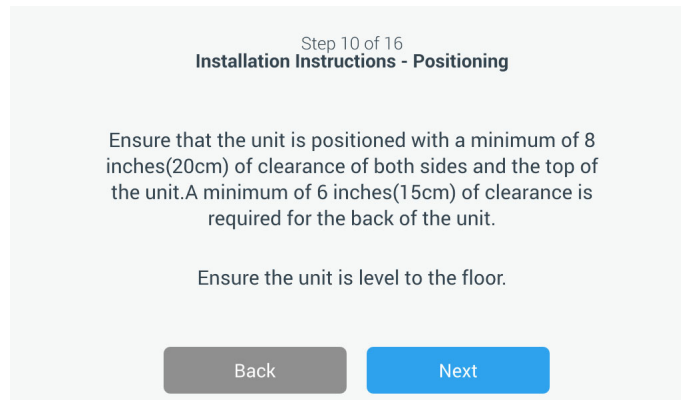 Step 10 of 16
Installation Instructions - Positioning
Ensure that the unit is positioned with a minimum of 8
inches(20cm) of clearance of both sides and the top of
the unit.A minimum of 6 inches(15cm) of clearance is
required for the back of the unit.
Ensure the unit is level to the floor.
Back
Next